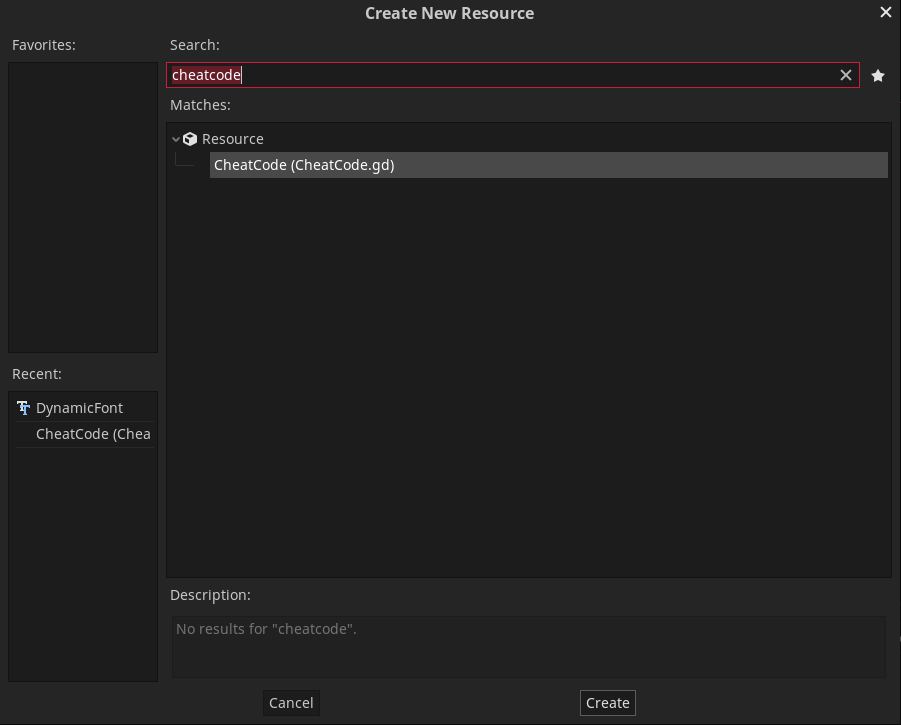 Create New Resource
Favorites:
Search:
cheatcode
Matches:
Resource
CheatCode (CheatCode.gd)
Recent:
DynamicFont
CheatCode (Chea
Description:
No results for "cheatcode".
Cancel
Create